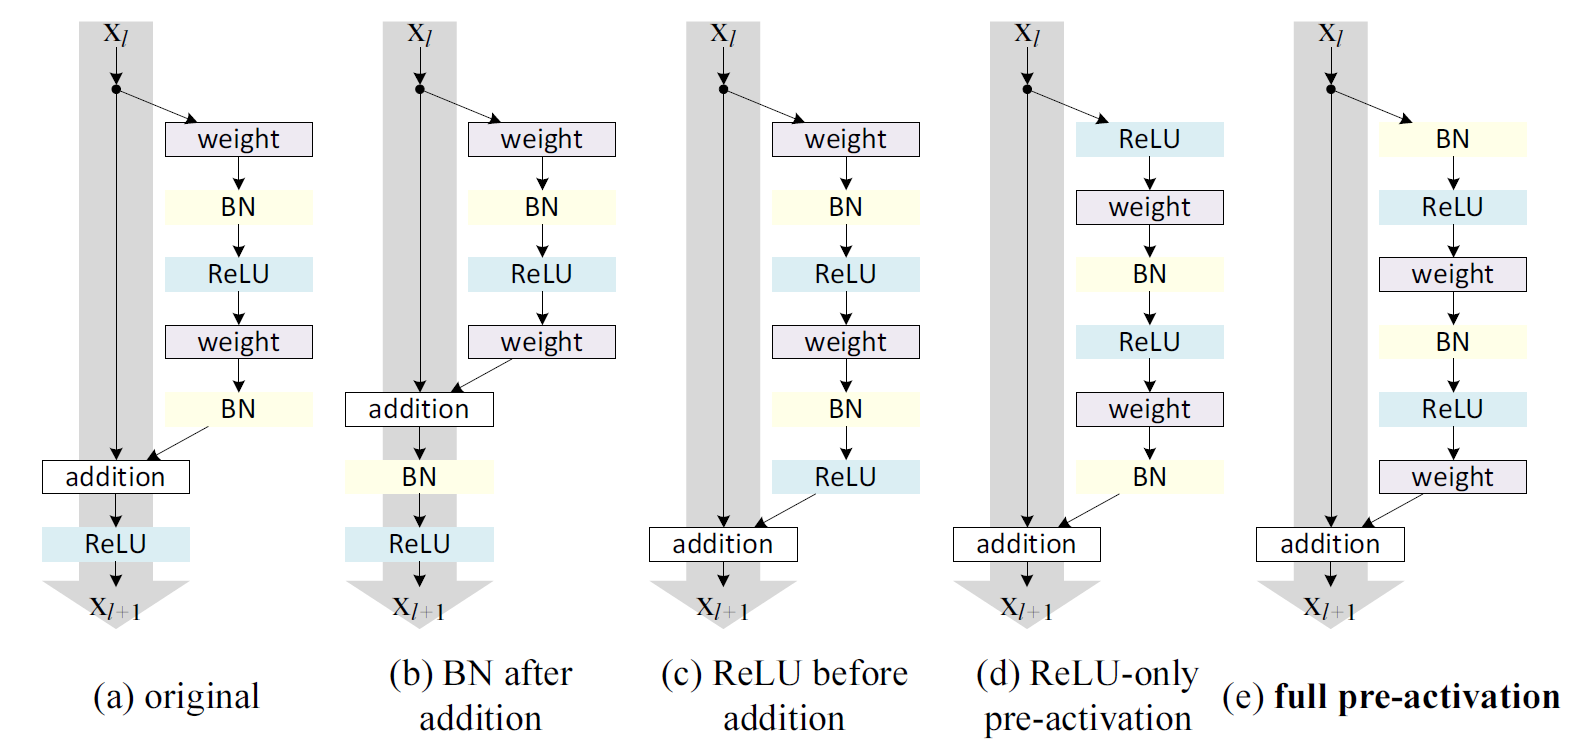 x_l
weight
BN
ReLU
weight
BN
addition
ReLU
x_{l+1}
(a) original
x_l
weight
BN
ReLU
weight
addition
BN
ReLU
x_{l+1}
(b) BN after
addition
x_l
weight
BN
ReLU
weight
BN
ReLU
addition
x_{l+1}
(c) ReLU before
addition
x_l
ReLU
weight
BN
ReLU
weight
BN
addition
x_{l+1}
(d) ReLU-only
pre-activation
x_l
BN
ReLU
weight
BN
ReLU
weight
addition
x_{l+1}
(e) full pre-activation